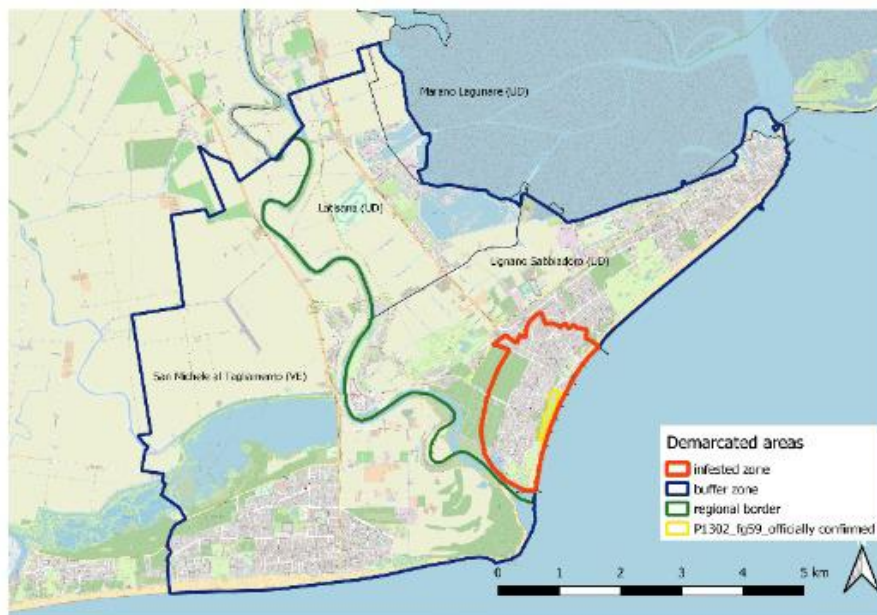 Marano Lagunare (UD)
Latisana (UD)
Lignano Sabbiadoro (UD)
San Michele al Tagliamento (VE)
Demarcated areas
infested zone
buffer zone
regional border
P1302_fg59_officially confirmed
0 1 2 3 4 5 km